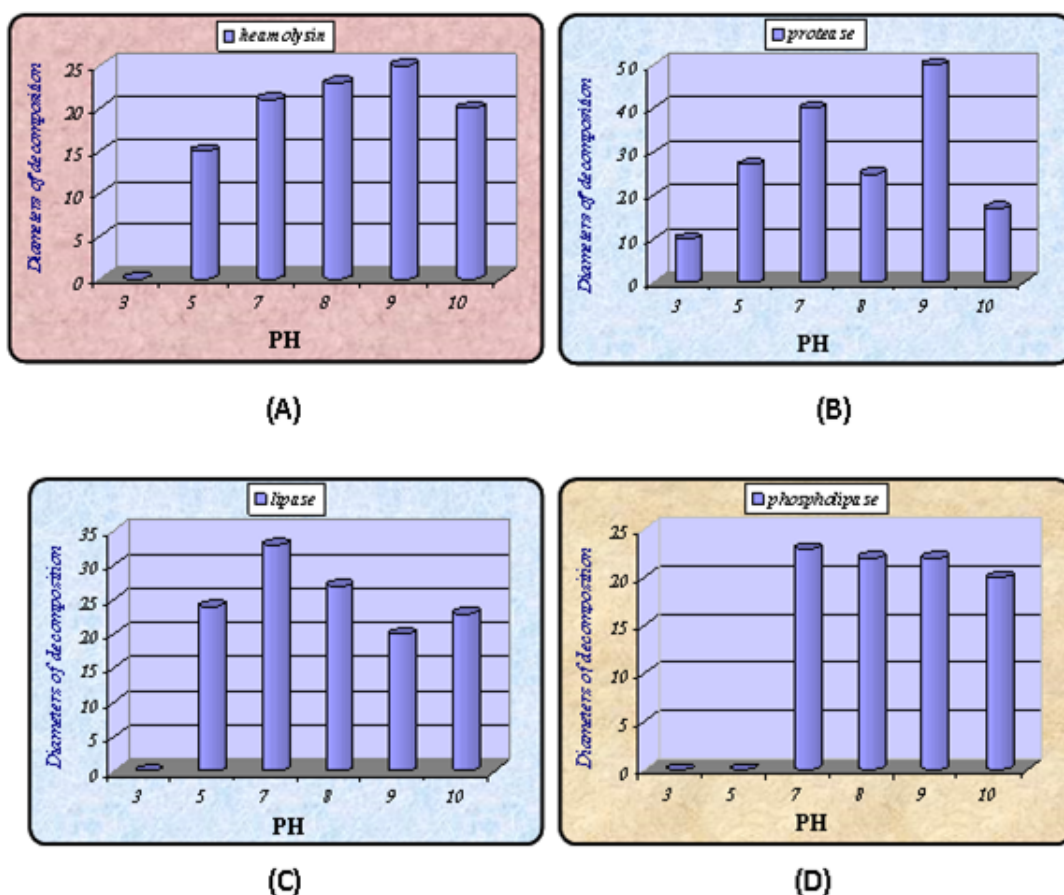 heamolysin
Diameters of decomposition
25
20
15
10
5
0
3 5 7 8 9 10
PH
(A)
protease
Diameters of decomposition
50
40
30
20
10
0
3 5 7 8 9 10
PH
(B)
lipase
Diameters of decomposition
35
30
25
20
15
10
5
0
3 5 7 8 9 10
PH
(C)
phospholipase
Diameters of decomposition
25
20
15
10
5
0
3 5 7 8 9 10
PH
(D)